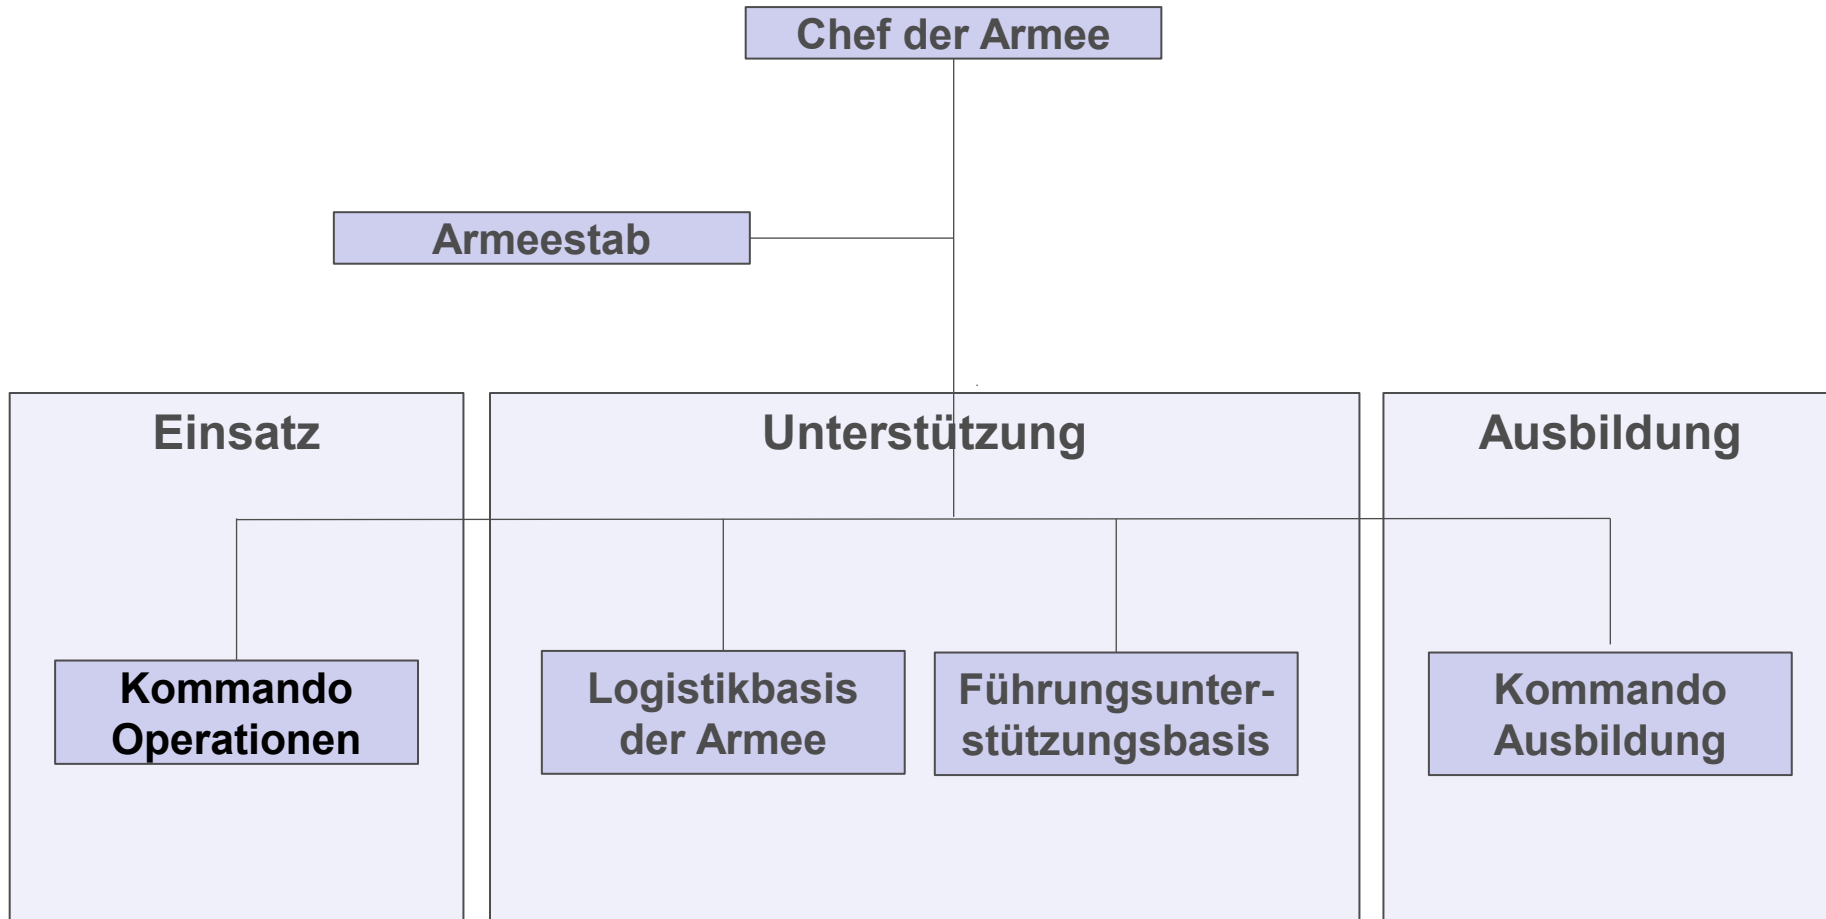 Chef der Armee
Armeestab
Einsatz
Unterstützung
Ausbildung
Kommando
Operationen
Logistikbasis
der Armee
Führungsunter-
stützungsbasis
Kommando
Ausbildung